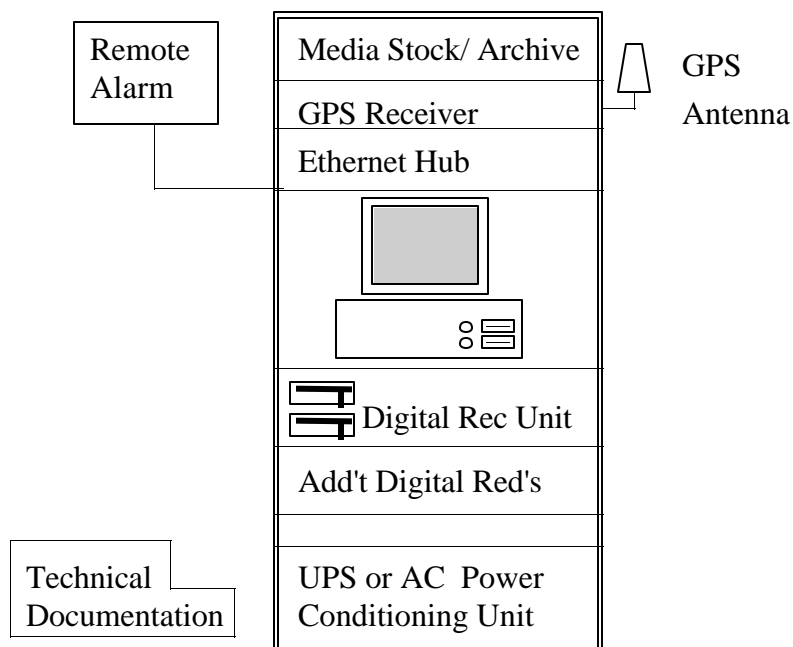 Remote
Alarm
Media Stock/ Archive
GPS
Antenna
GPS Receiver
Ethernet Hub
Digital Rec Unit
Add't Digital Red's
Technical
Documentation
UPS or AC Power
Conditioning Unit